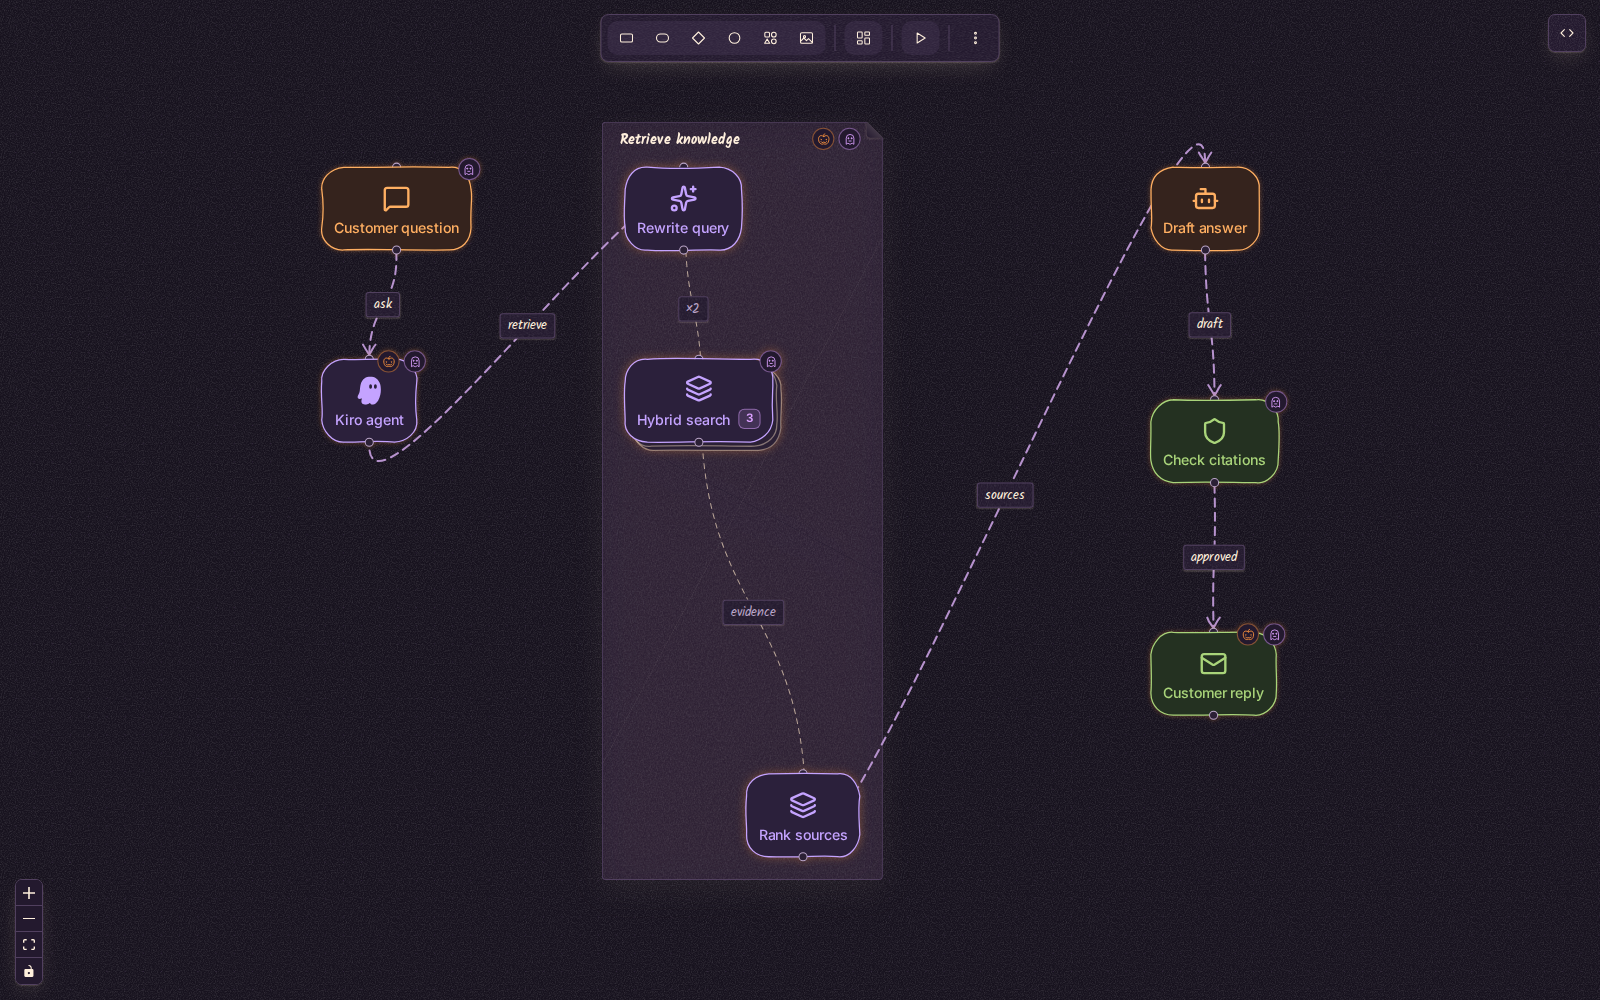 Retrieve knowledge
Customer question
Rewrite query
Draft answer
ask
×2
retrieve
draft
Kiro agent
Hybrid search 3
Check citations
sources
approved
evidence
Customer reply
Rank sources